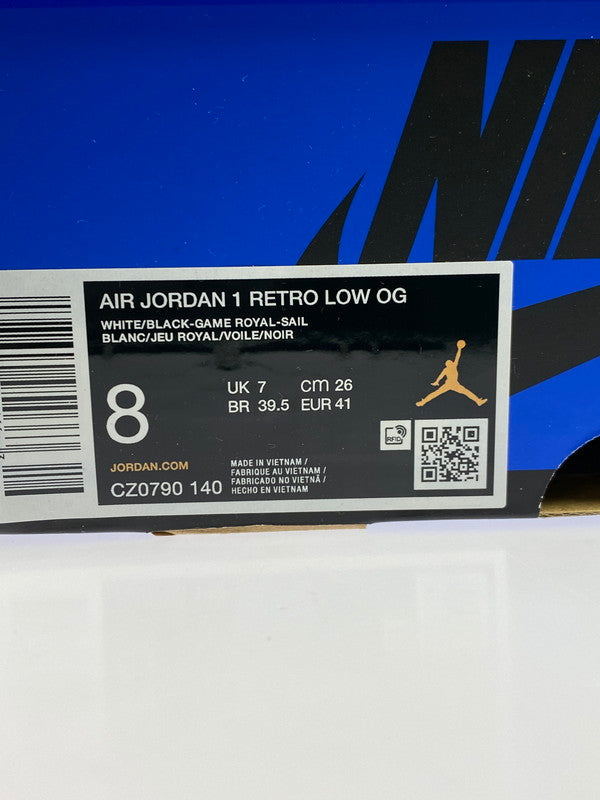 NIK
AIR JORDAN 1 RETRO LOW OG
WHITE/BLACK-GAME ROYAL-SAIL
BLANC/JEU ROYAL/VOILE/NOIR
8
UK 7 cm 26
BR 39.5 EUR 41
RFID
JORDAN.COM
CZ0790 140
MADE IN VIETNAM /
FABRIQUE AU VIETNAM /
FABRICADO NO VIETNÃ /
HECHO EN VIETNAM